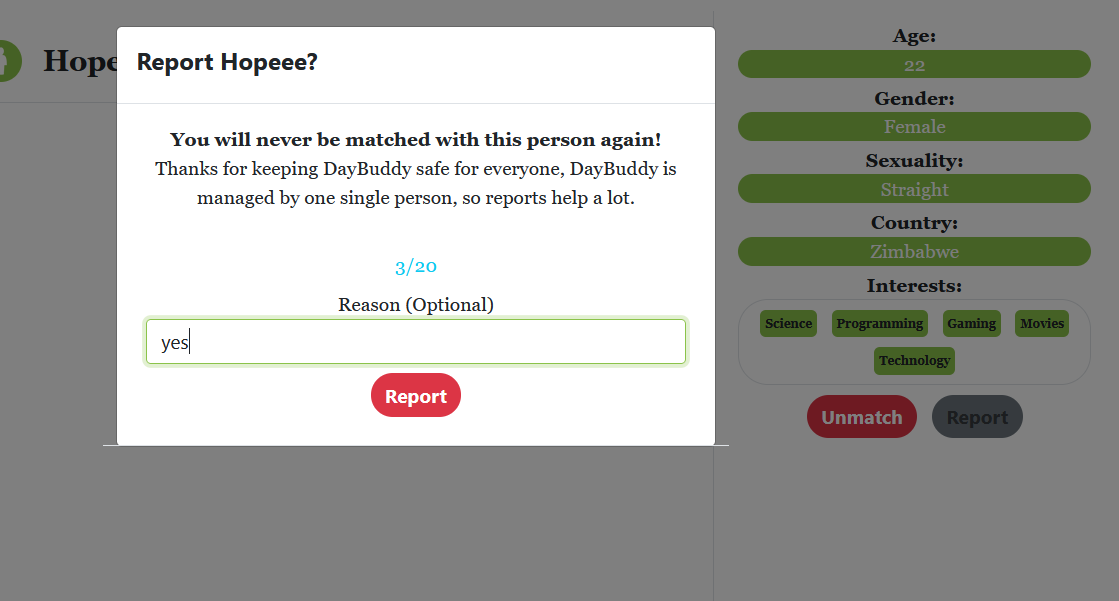 Hope
Report Hopeee?
You will never be matched with this person again!
Thanks for keeping DayBuddy safe for everyone, DayBuddy is
managed by one single person, so reports help a lot.
3/20
Reason (Optional)
yes
Report
Age:
22
Gender:
Female
Sexuality:
Straight
Country:
Zimbabwe
Interests:
Science Programming Gaming Movies
Technology
Unmatch Report